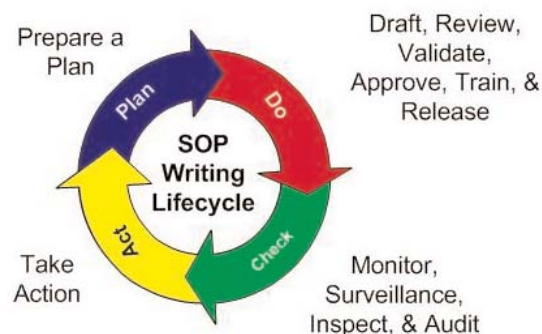 Prepare a
Plan
Draft, Review,
Validate,
Approve, Train, &
Release
Plan
Do
SOP
Writing
Lifecycle
Act
Check
Take
Action
Monitor,
Surveillance,
Inspect, & Audit